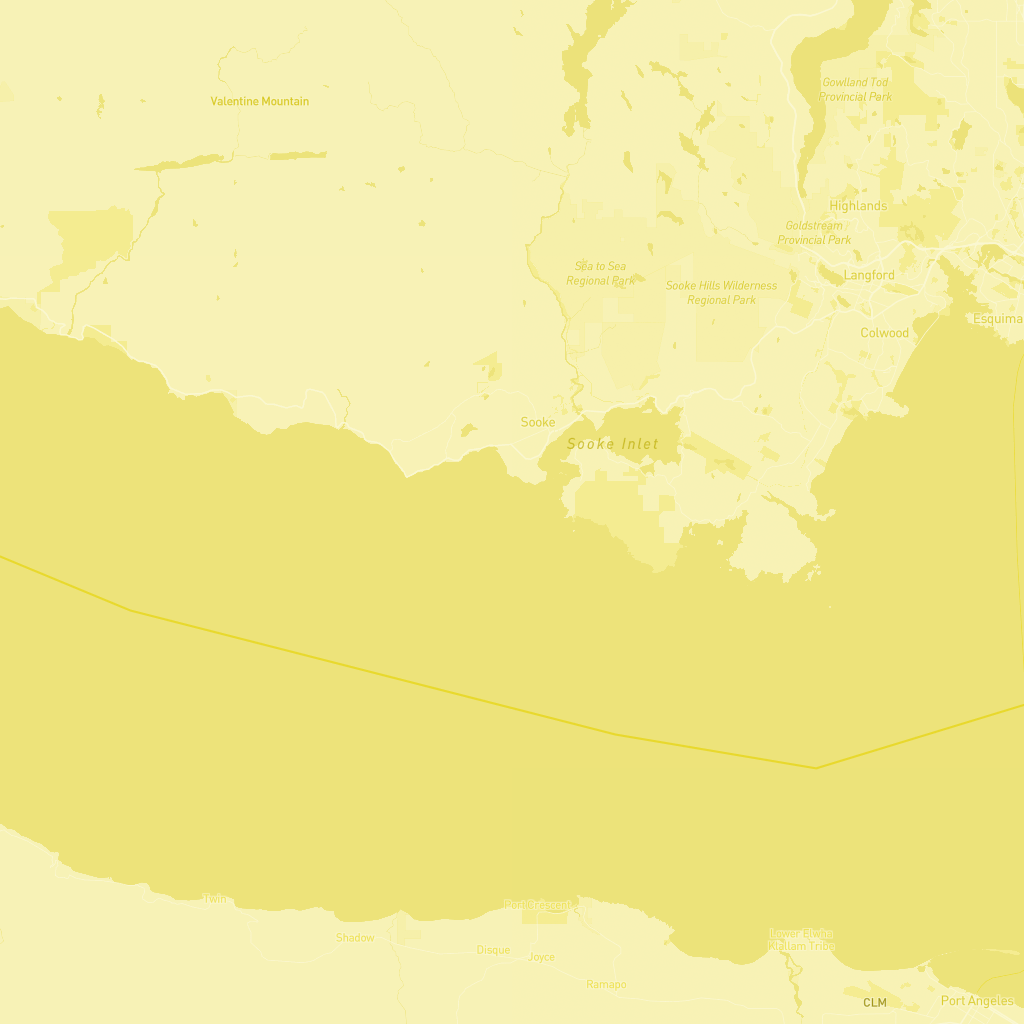 Gowlland Tod
Provincial Park
Valentine Mountain
Highlands
Goldstream
Provincial Park
Sea to Sea
Regional Park
Langford
Sooke Hills Wilderness
Regional Park
Esquima
Colwood
Sooke
Sooke Inlet
Twin
Port Crescent
Shadow
Lower Elwha
Klallam Tribe
Disque
Joyce
Ramapo
CLM
Port Angeles